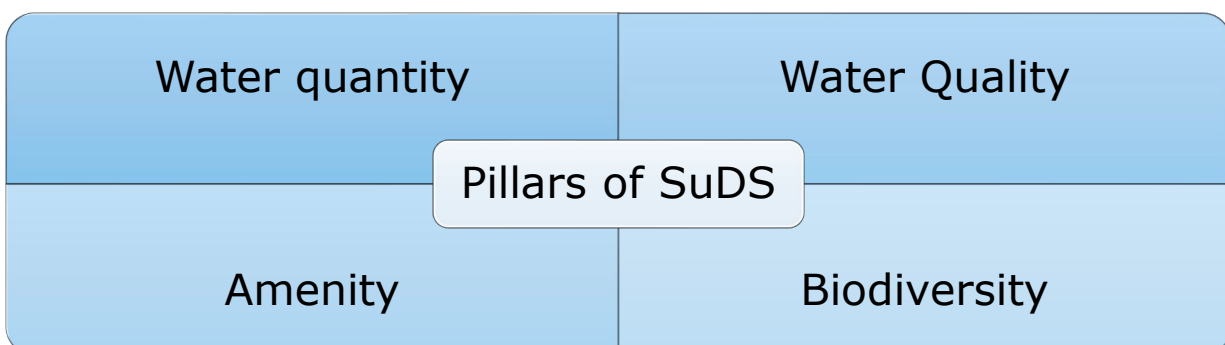 Water quantity
Water Quality
Pillars of SuDS
Amenity
Biodiversity